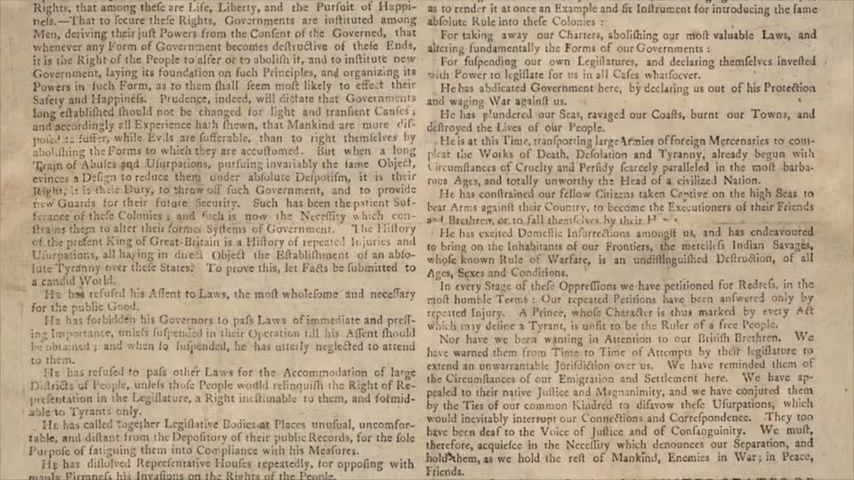 Rights, that among these are Life, Liberty, and the Pursuit of Happi-
ness.—That to secure these Rights, Governments are instituted among
Men, deriving their just Powers from the Consent of the Governed, that
whenever any Form of Government becomes destructive of these Ends,
it is the Right of the People to alter or to abolish it, and to institute new
Government, laying its foundation on such Principles, and organizing its
Powers in such Form, as to them shall seem most likely to effect their
Safety and Happiness. Prudence, indeed, will dictate that Governments
long established should not be changed for light and transient Causes;
and accordingly all Experience hath shewn, that Mankind are more dis-
posed to suffer, while Evils are sufferable, than to right themselves by
abolishing the Forms to which they are accustomed. But when a long
Train of Abuses and Usurpations, pursuing invariably the same Object,
evinces a Design to reduce them under absolute Despotism, it is their
Right, it is their Duty, to throw off such Government, and to provide
new Guards for their future Security. Such has been the patient Suf-
ferance of these Colonies; and such is now the Necessity which con-
strains them to alter their former Systems of Government. The History
of the present King of Great-Britain is a History of repeated Injuries and
Usurpations, all having in direct Object the Establishment of an abso-
lute Tyranny over these States. To prove this, let Facts be submitted to
a candid World.
He has refused his Assent to Laws, the most wholesome and necessary
for the public Good.
He has forbidden his Governors to pass Laws of immediate and press-
ing Importance, unless suspended in their Operation till his Assent should
be obtained; and when so suspended, he has utterly neglected to attend
to them.
He has refused to pass other Laws for the Accommodation of large
Districts of People, unless those People would relinquish the Right of Re-
presentation in the Legislature, a Right inestimable to them, and formid-
able to Tyrants only.
He has called together Legislative Bodies at Places unusual, uncomfor-
table, and distant from the Depository of their public Records, for the sole
Purpose of fatiguing them into Compliance with his Measures.
He has dissolved Representative Houses repeatedly, for opposing with
manly Firmness his Invasions on the Rights of the People.
as to render it at once an Example and fit Instrument for introducing the same
absolute Rule into these Colonies:
For taking away our Charters, abolishing our most valuable Laws, and
altering fundamentally the Forms of our Governments:
For suspending our own Legislatures, and declaring themselves invested
with Power to legislate for us in all Cases whatsoever.
He has abdicated Government here, by declaring us out of his Protection
and waging War against us.
He has plundered our Seas, ravaged our Coasts, burnt our Towns, and
destroyed the Lives of our People.
He is at this Time, transporting large Armies of foreign Mercenaries to com-
pleat the Works of Death, Desolation and Tyranny, already begun with
Circumstances of Cruelty and Perfidy scarcely paralleled in the most barba-
rous Ages, and totally unworthy the Head of a civilized Nation.
He has constrained our fellow Citizens taken Captive on the high Seas to
bear Arms against their Country, to become the Executioners of their Friends
and Brethren, or to fall themselves by their
He has excited Domestic Insurrections amongst us, and has endeavoured
to bring on the Inhabitants of our Frontiers, the merciless Indian Savages,
whose known Rule of Warfare, is an undistinguished Destruction, of all
Ages, Sexes and Conditions.
In every Stage of these Oppressions we have petitioned for Redress, in the
most humble Terms: Our repeated Petitions have been answered only by
repeated Injury. A Prince, whose Character is thus marked by every Act
which may define a Tyrant, is unfit to be the Ruler of a free People.
Nor have we been wanting in Attention to our British Brethren. We
have warned them from Time to Time of Attempts by their legislature to
extend an unwarrantable Jurisdiction over us. We have reminded them of
the Circumstances of our Emigration and Settlement here. We have ap-
pealed to their native Justice and Magnanimity, and we have conjured them
by the Ties of our common Kindred to disavow these Usurpations, which
would inevitably interrupt our Connections and Correspondence. They too
have been deaf to the Voice of Justice and of Consanguinity. We must,
therefore, acquiesce in the Necessity which denounces our Separation, and
hold them, as we hold the rest of Mankind, Enemies in War; in Peace,
Friends.